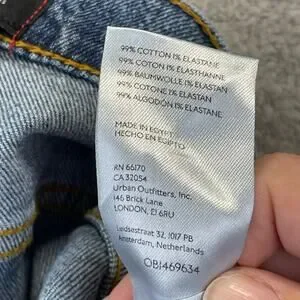 99% COTTON 1% ELASTANE
99% COTON 1% ELASTHANNE
99% BAUMWOLLE 1% ELASTAN
99% COTONE 1% ELASTAN
99% ALGODÓN 1% ELASTANE
MADE IN EGYPT
HECHO EN EGIPTO
RN 66170
CA 32054
Urban Outfitters, Inc.
146 Brick Lane
LONDON, E1 6RU
Leidsestraat 32, 1017 PB
Amsterdam, Netherlands
OB1469634